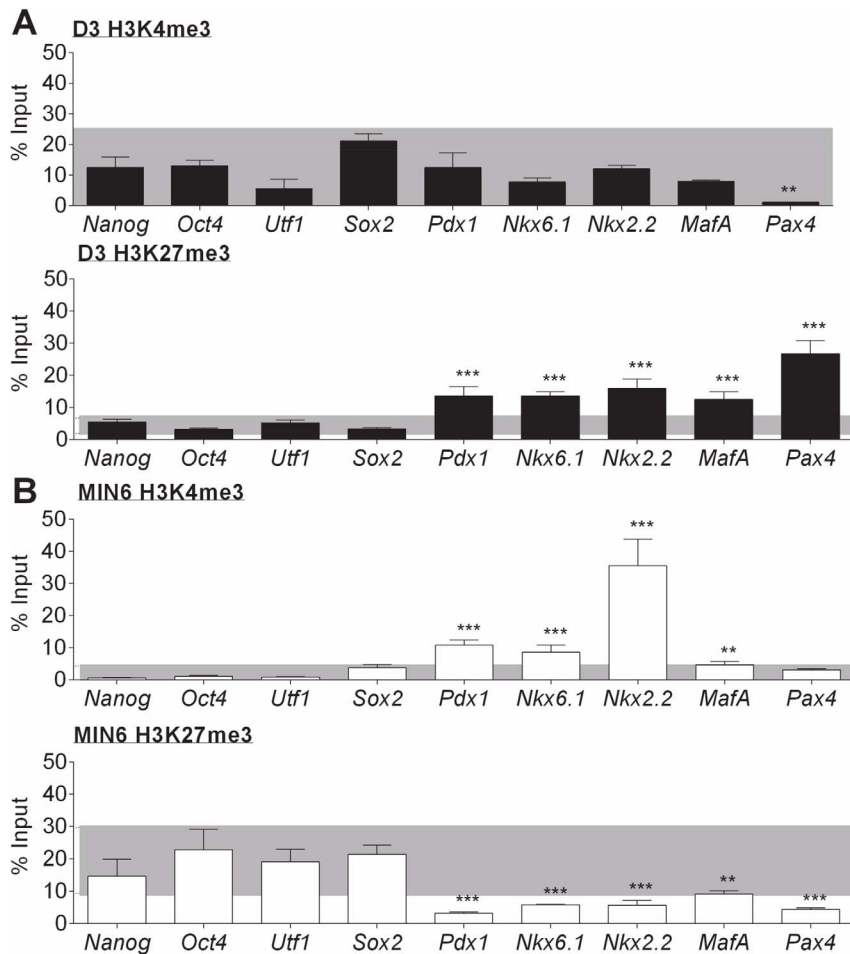 A
D3 H3K4me3
50
40
30
20
10
0
% Input
**
Nanog Oct4 Utf1 Sox2 Pdx1 Nkx6.1 Nkx2.2 MafA Pax4
D3 H3K27me3
50
40
30
20
10
0
% Input
*** *** *** *** ***
Nanog Oct4 Utf1 Sox2 Pdx1 Nkx6.1 Nkx2.2 MafA Pax4
B
MIN6 H3K4me3
50
40
30
20
10
0
% Input
*** *** *** **
Nanog Oct4 Utf1 Sox2 Pdx1 Nkx6.1 Nkx2.2 MafA Pax4
MIN6 H3K27me3
50
40
30
20
10
0
% Input
*** *** *** ** ***
Nanog Oct4 Utf1 Sox2 Pdx1 Nkx6.1 Nkx2.2 MafA Pax4